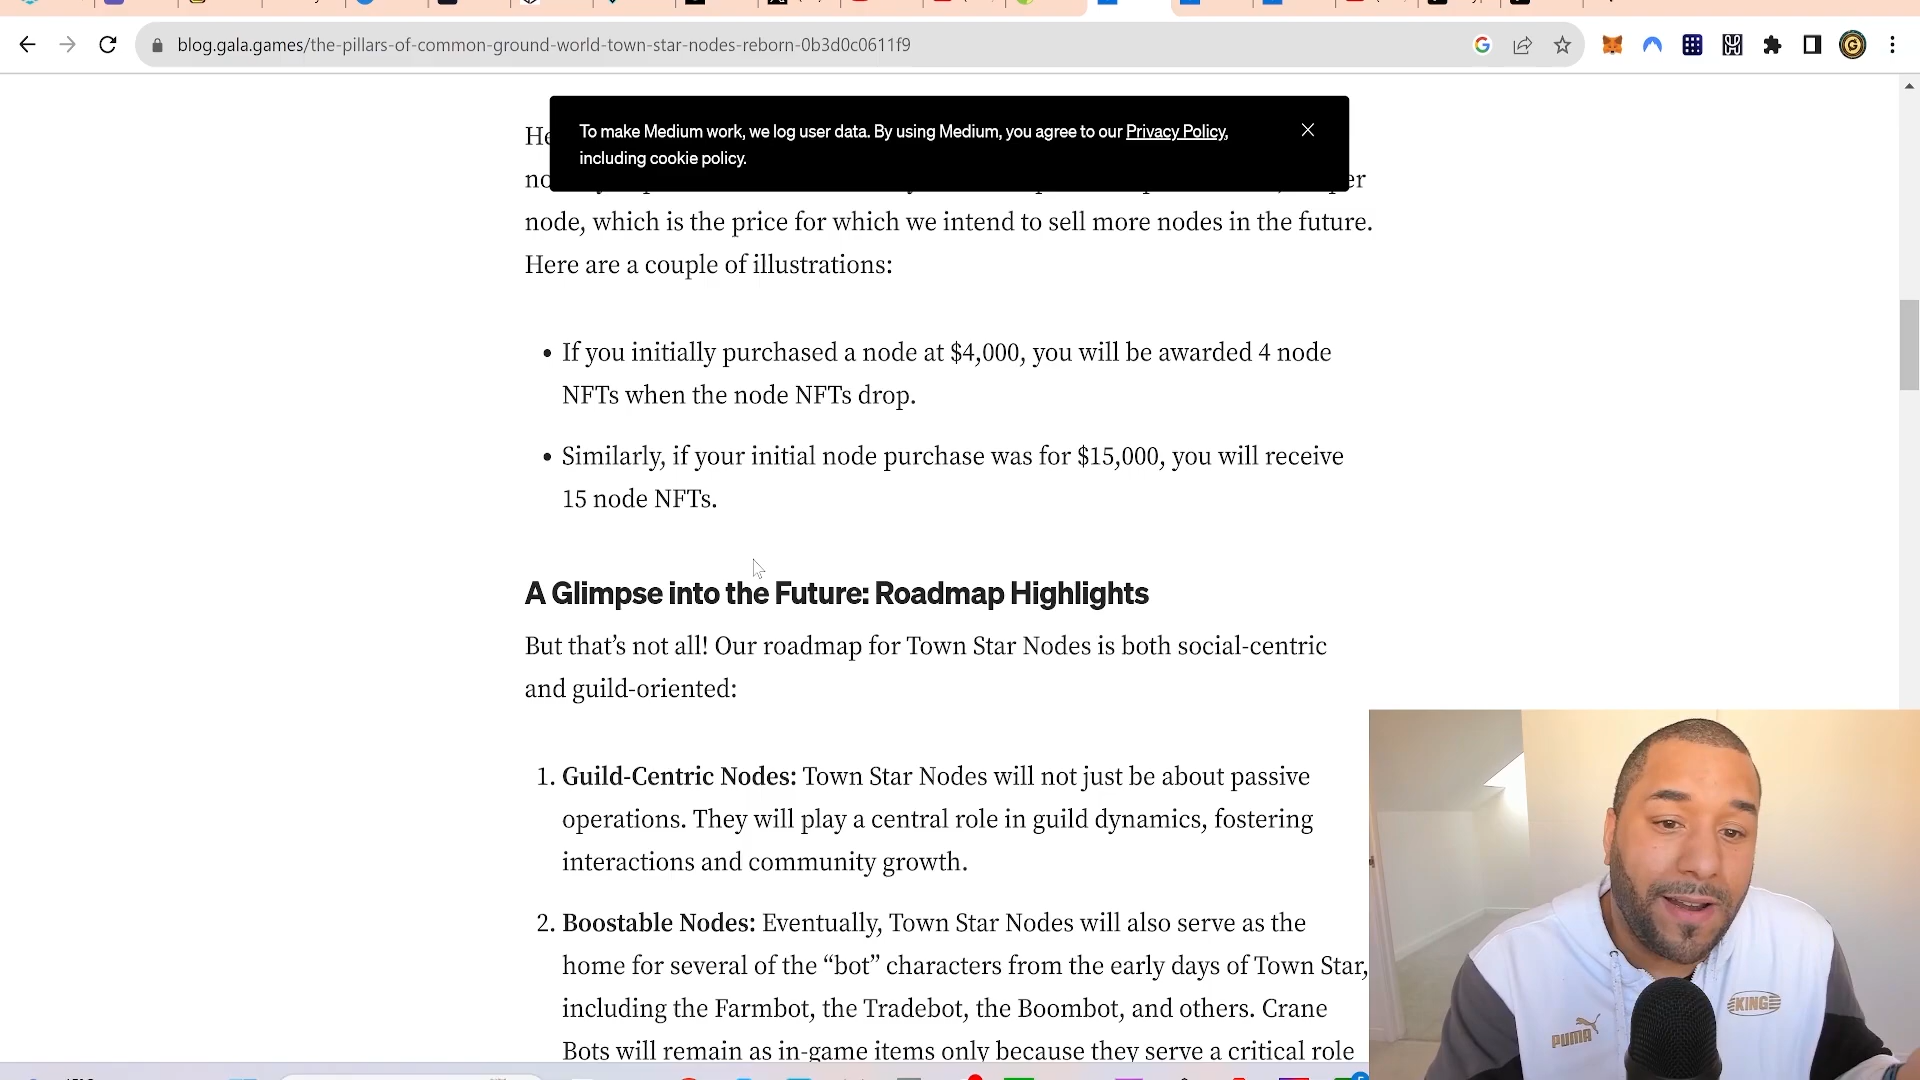 blog.gala.games/the-pillars-of-common-ground-world-town-star-nodes-reborn-0b3d0c0611f9
To make Medium work, we log user data. By using Medium, you agree to our Privacy Policy,
including cookie policy.
node, which is the price for which we intend to sell more nodes in the future.
Here are a couple of illustrations:
• If you initially purchased a node at $4,000, you will be awarded 4 node
NFTs when the node NFTs drop.
• Similarly, if your initial node purchase was for $15,000, you will receive
15 node NFTs.
A Glimpse into the Future: Roadmap Highlights
But that’s not all! Our roadmap for Town Star Nodes is both social-centric
and guild-oriented:
1. Guild-Centric Nodes: Town Star Nodes will not just be about passive
operations. They will play a central role in guild dynamics, fostering
interactions and community growth.
2. Boostable Nodes: Eventually, Town Star Nodes will also serve as the
home for several of the “bot” characters from the early days of Town Star,
including the Farmbot, the Tradebot, the Boombot, and others. Crane
Bots will remain as in-game items only because they serve a critical role
KING
PUMA